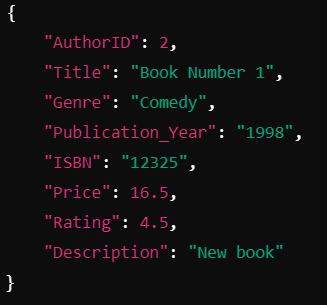 {
"AuthorID": 2,
"Title": "Book Number 1",
"Genre": "Comedy",
"Publication_Year": "1998",
"ISBN": "12325",
"Price": 16.5,
"Rating": 4.5,
"Description": "New book"
}